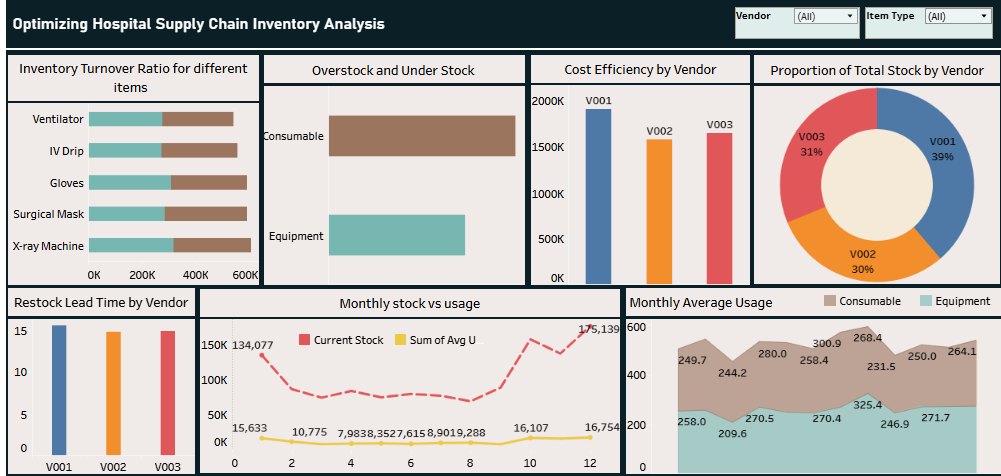 Optimizing Hospital Supply Chain Inventory Analysis
Vendor
(All)
Item Type
(All)
Inventory Turnover Ratio for different
items
Ventilator
IV Drip
Gloves
Surgical Mask
X-ray Machine
0K 200K 400K 600K
Overstock and Under Stock
Consumable
Equipment
Cost Efficiency by Vendor
2000K
1500K
1000K
500K
0K
V001
V002
V003
Proportion of Total Stock by Vendor
V003
31%
V001
39%
V002
30%
Restock Lead Time by Vendor
15
10
5
0
V001 V002 V003
Monthly stock vs usage
Current Stock
Sum of Avg U...
150K
100K
50K
0K
134,077
175,139
15,633
10,775
7,983
8,352
7,615
8,901
9,288
16,107
16,754
0 2 4 6 8 10 12
Monthly Average Usage
Consumable
Equipment
600
400
200
0
249.7
244.2
280.0
258.4
300.9
268.4
231.5
250.0
264.1
258.0
209.6
270.5
270.4
325.4
246.9
271.7